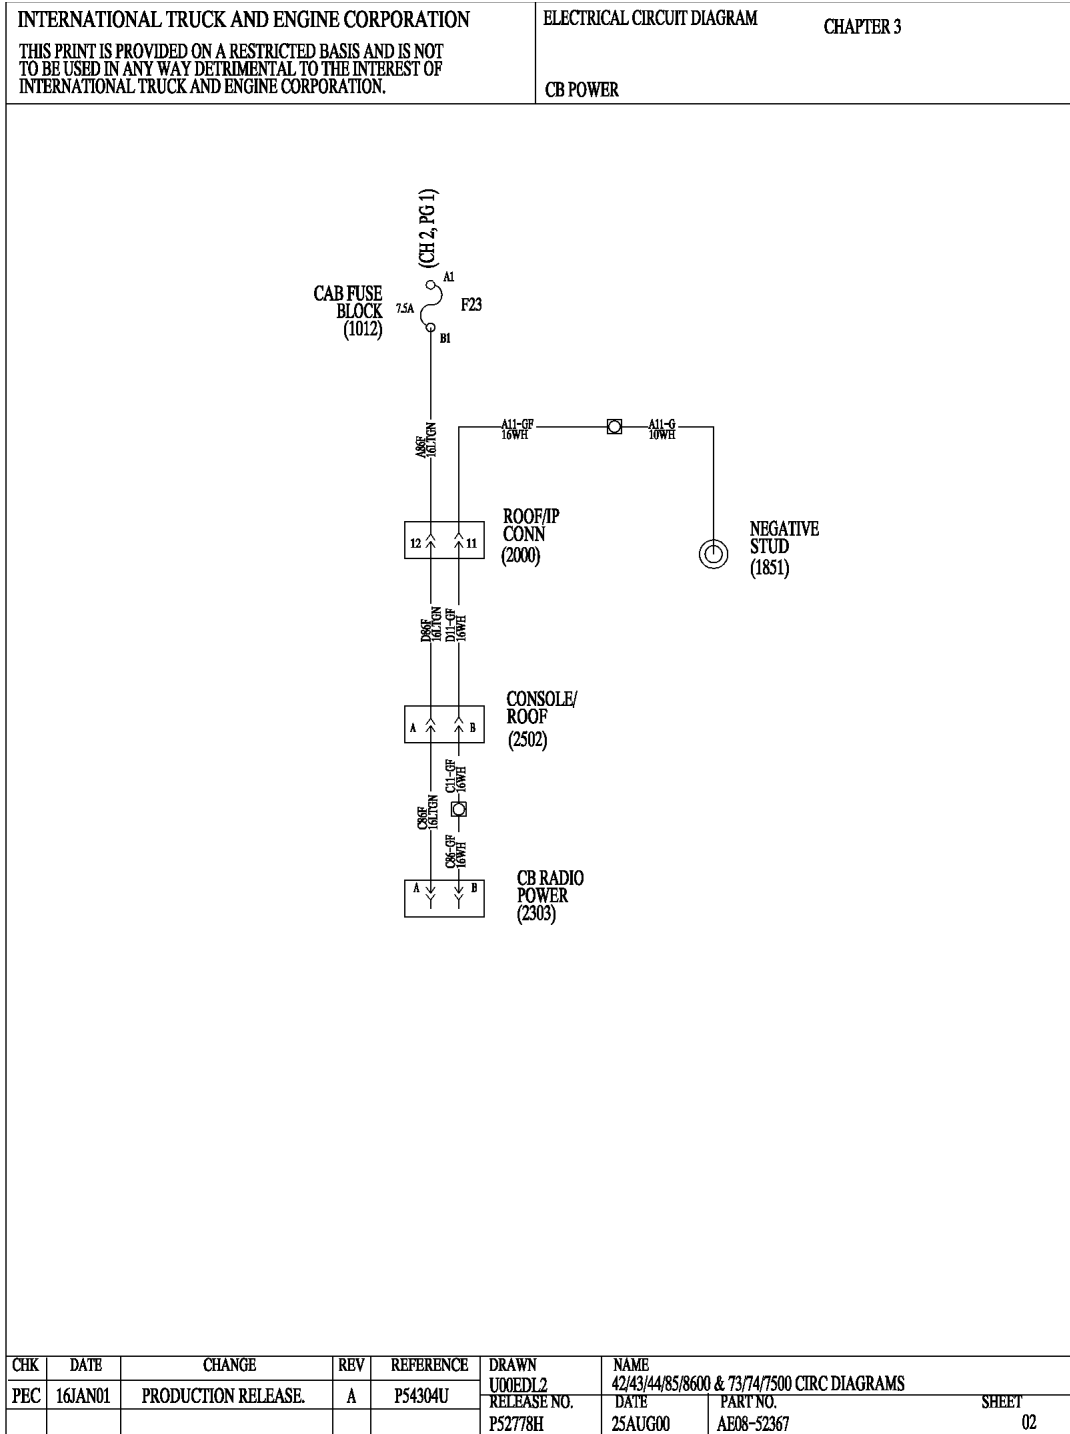 INTERNATIONAL TRUCK AND ENGINE CORPORATION
THIS PRINT IS PROVIDED ON A RESTRICTED BASIS AND IS NOT
TO BE USED IN ANY WAY DETRIMENTAL TO THE INTEREST OF
INTERNATIONAL TRUCK AND ENGINE CORPORATION.
ELECTRICAL CIRCUIT DIAGRAM
CHAPTER 3
CB POWER
(CH 2, PG 1)
A1
CAB FUSE
BLOCK
(1012)
7.5A
F23
B1
A86F
16LTGN
A11-GF
16WH
A11-G
10WH
12
11
ROOF/IP
CONN
(2000)
NEGATIVE
STUD
(1851)
D86F
16LTGN
D11-GF
16WH
A
B
CONSOLE/
ROOF
(2502)
C11-GF
16WH
C86F
16LTGN
C86-GF
16WH
A
B
CB RADIO
POWER
(2303)
CHK DATE CHANGE REV REFERENCE
PEC 16JAN01 PRODUCTION RELEASE. A P54304U
DRAWN
U00EDL2
NAME
42/43/44/85/8600 & 73/74/7500 CIRC DIAGRAMS
RELEASE NO.
P52778H
DATE
25AUG00
PART NO.
AE08-52367
SHEET
02